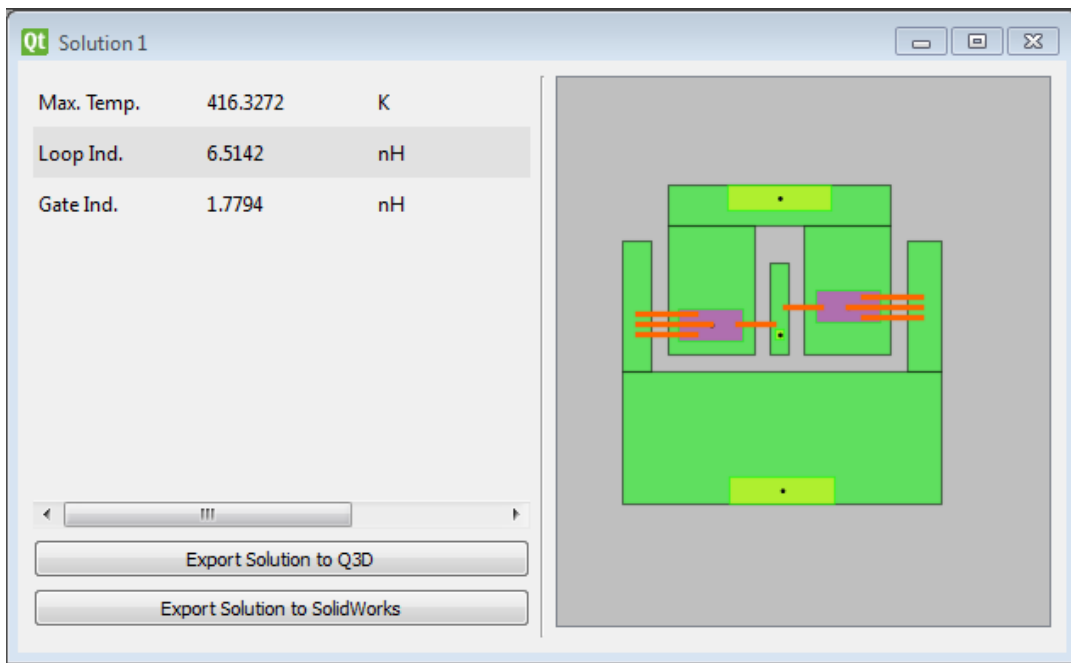 Qt Solution 1
Max. Temp. 416.3272 K
Loop Ind. 6.5142 nH
Gate Ind. 1.7794 nH
Export Solution to Q3D
Export Solution to SolidWorks